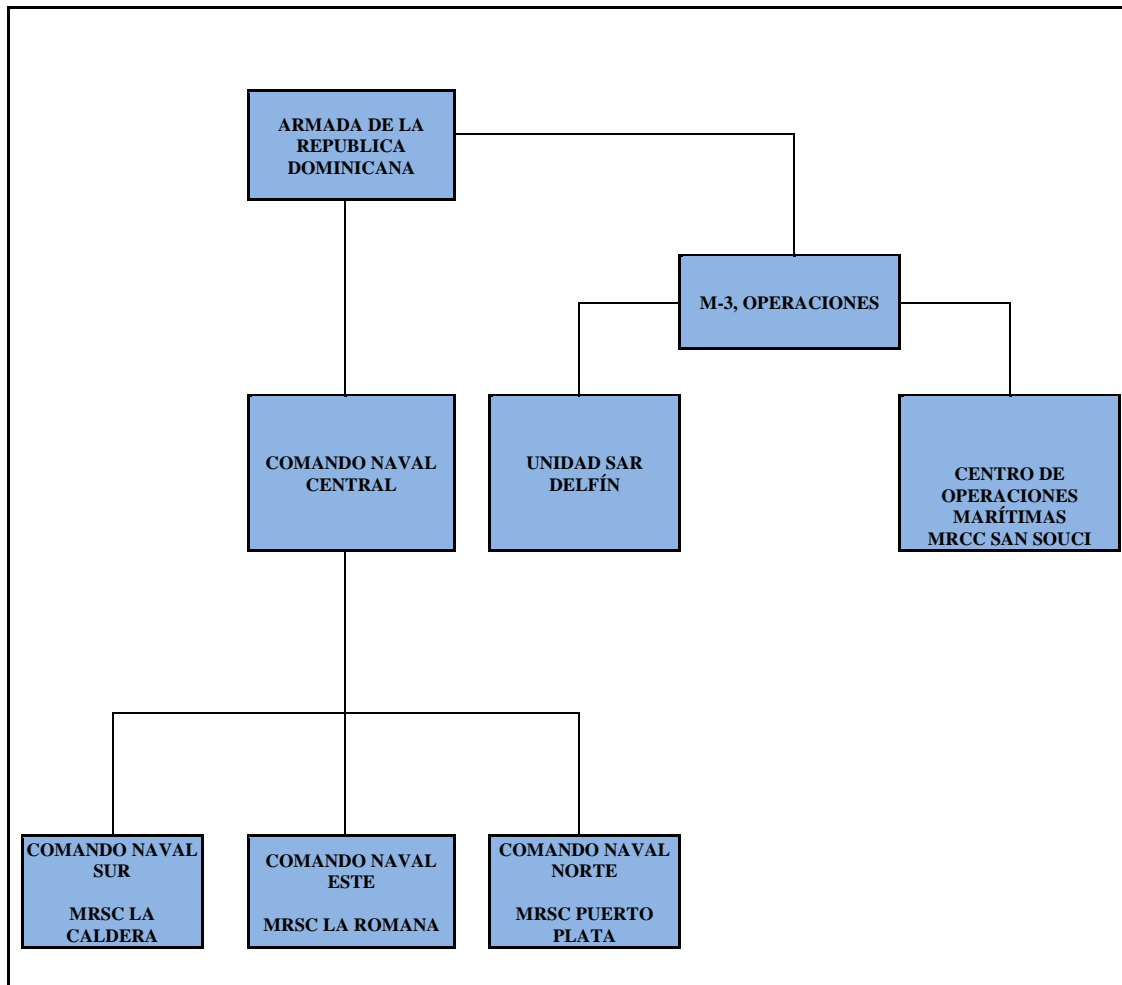 ARMADA DE LA
REPUBLICA
DOMINICANA
M-3, OPERACIONES
COMANDO NAVAL
CENTRAL
UNIDAD SAR
DELFÍN
CENTRO DE
OPERACIONES
MARÍTIMAS
MRCC SAN SOUCI
COMANDO NAVAL
SUR
MRSC LA
CALDERA
COMANDO NAVAL
ESTE
MRSC LA ROMANA
COMANDO NAVAL
NORTE
MRSC PUERTO
PLATA